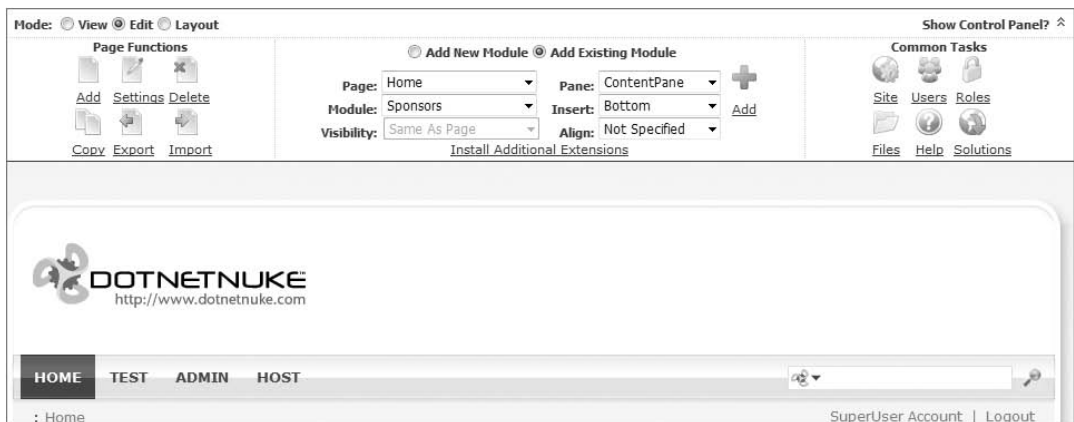 Mode: View Edit Layout
Show Control Panel?
Page Functions
Add Settings Delete
Copy Export Import
Add New Module Add Existing Module
Page: Home Pane: ContentPane
Module: Sponsors Insert: Bottom Add
Visibility: Same As Page Align: Not Specified
Install Additional Extensions
Common Tasks
Site Users Roles
Files Help Solutions
DOTNETNUKE
http://www.dotnetnuke.com
HOME TEST ADMIN HOST
: Home
SuperUser Account | Logout